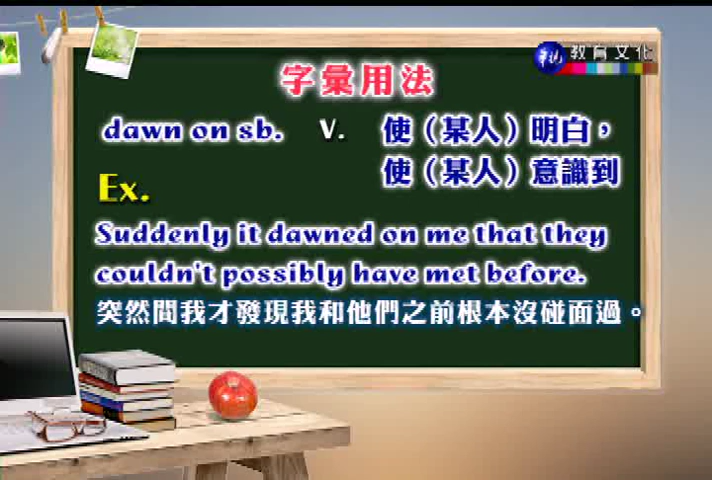 華視 教育文化
字彙用法
dawn on sb. v. 使（某人）明白，
使（某人）意識到
Ex.
Suddenly it dawned on me that they
couldn't possibly have met before.
突然間我才發現我和他們之前根本沒碰面過。